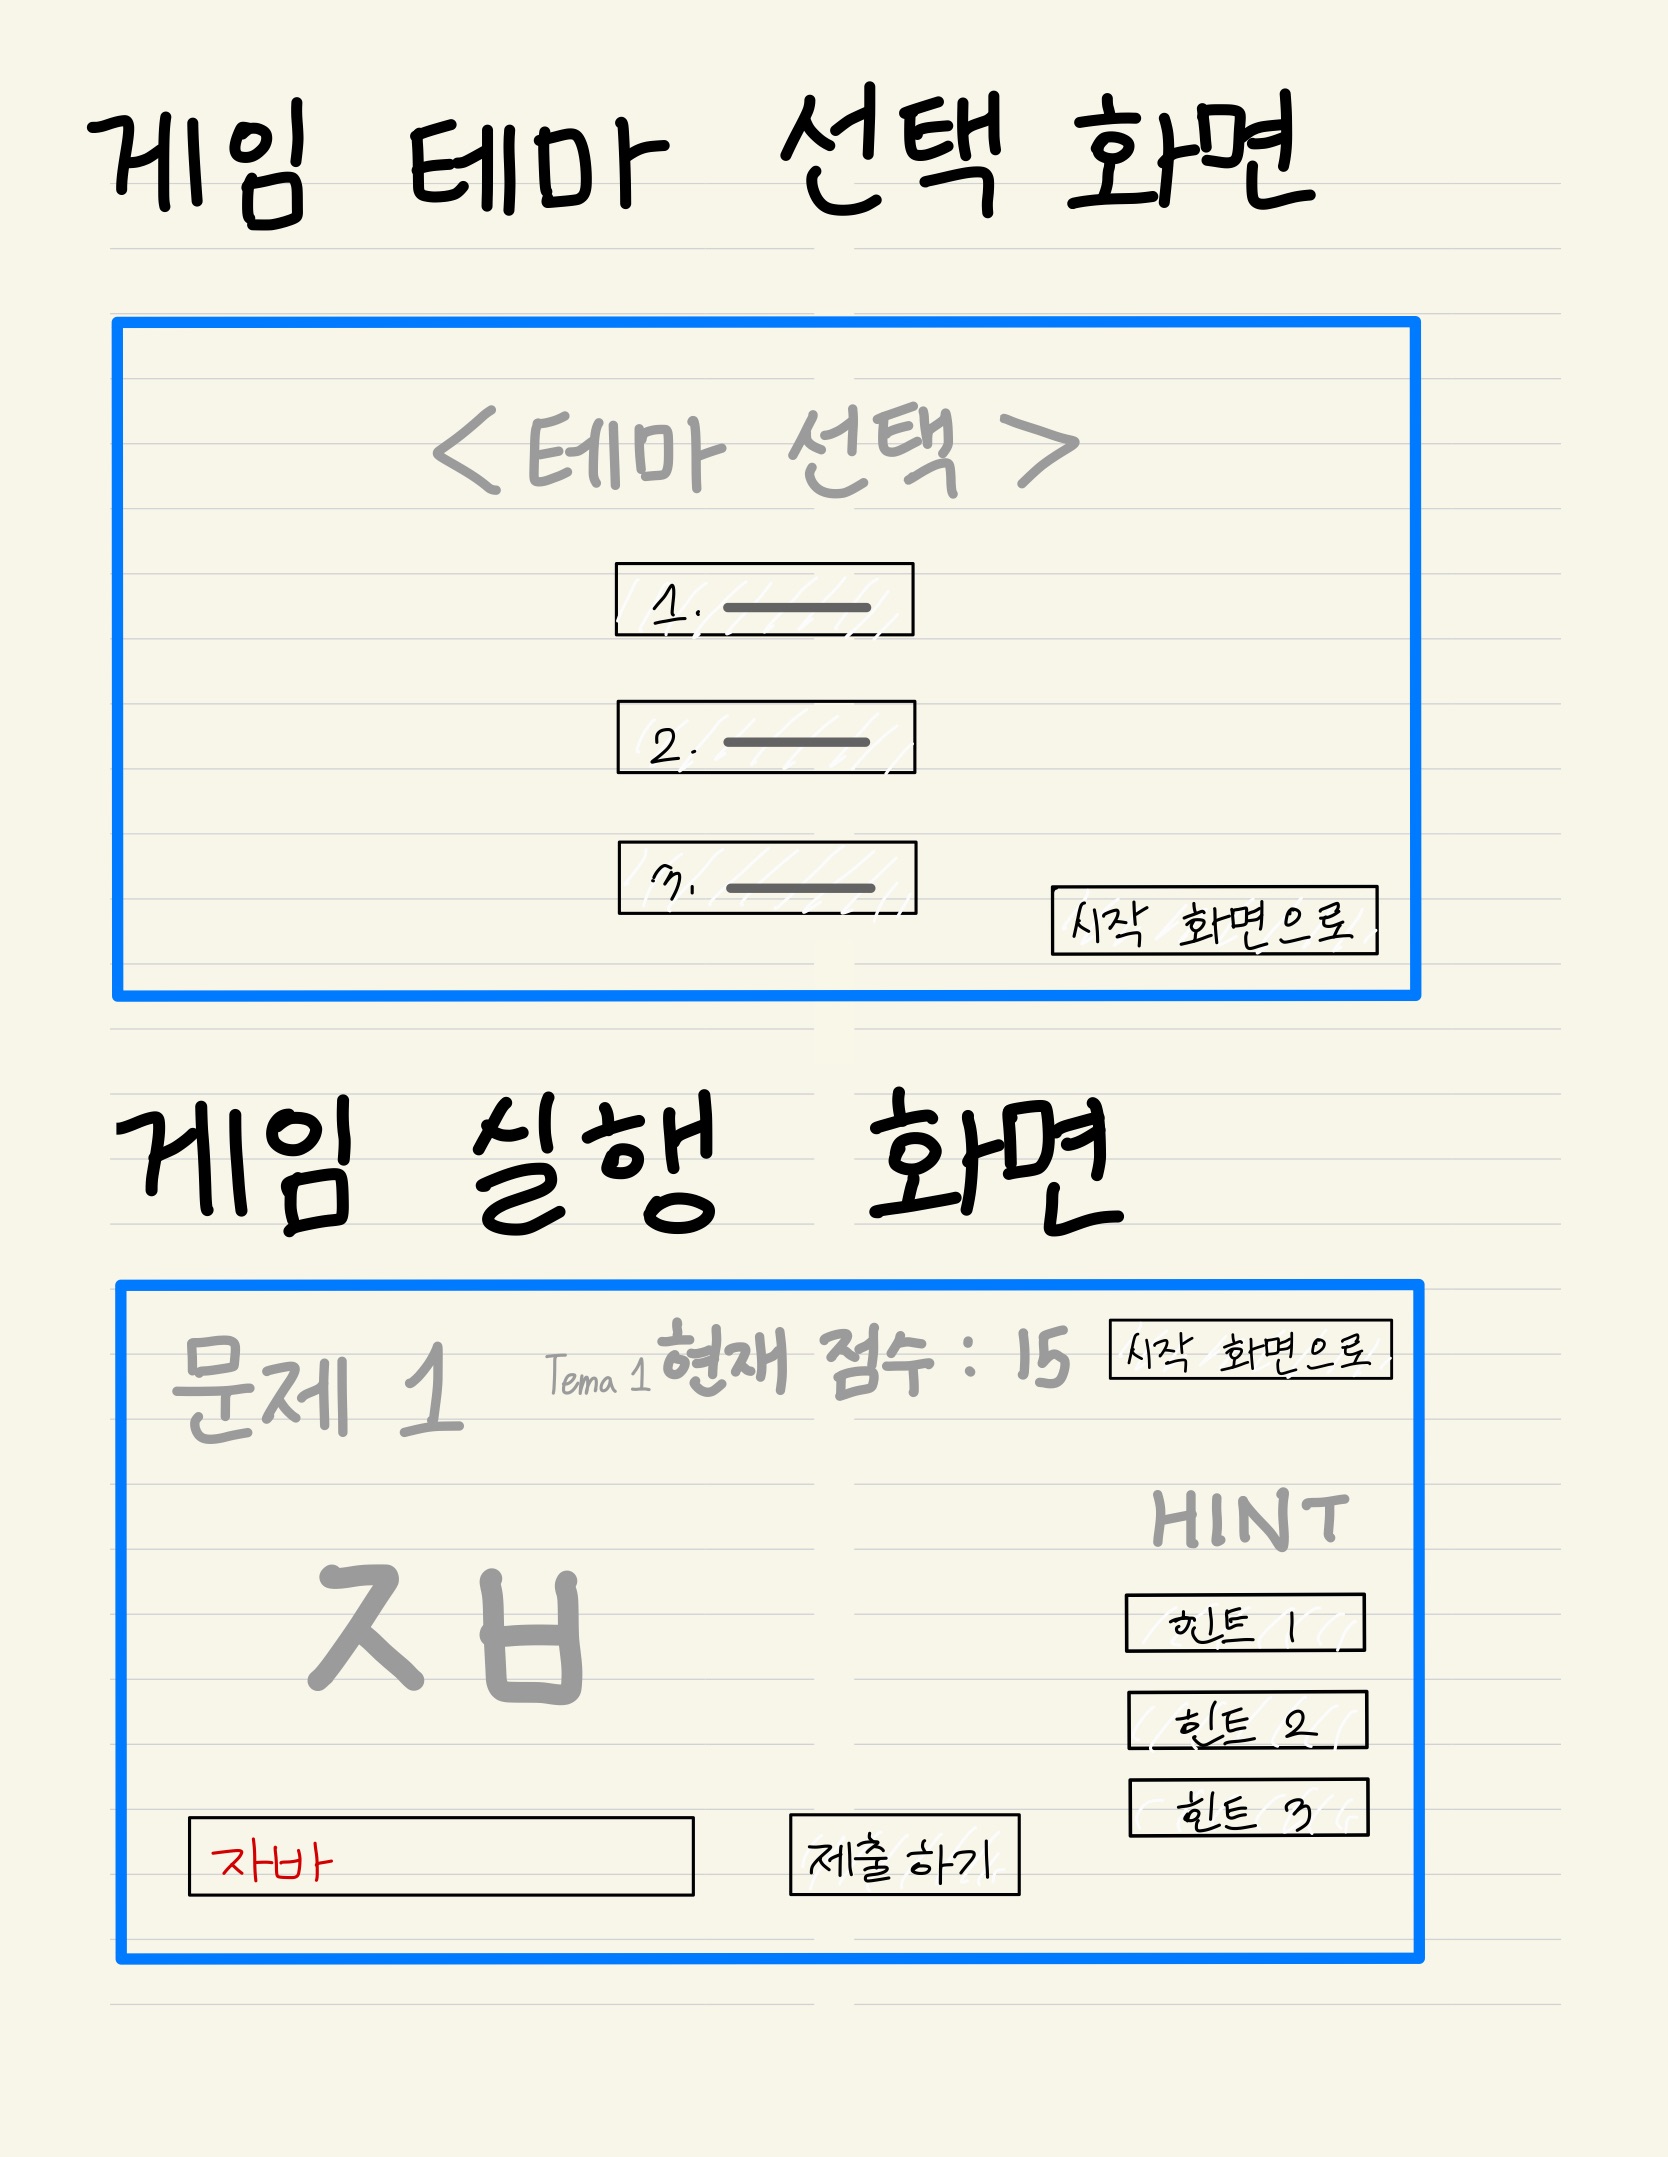 게임 테마 선택 화면
<테마 선택>
1.
2.
3.
시작 화면으로
게임 실행 화면
문제 1 Tema 1 현재 점수 : 15 시작 화면으로
HINT
ㅈ ㅂ
힌트 1
힌트 2
힌트 3
자바 제출하기